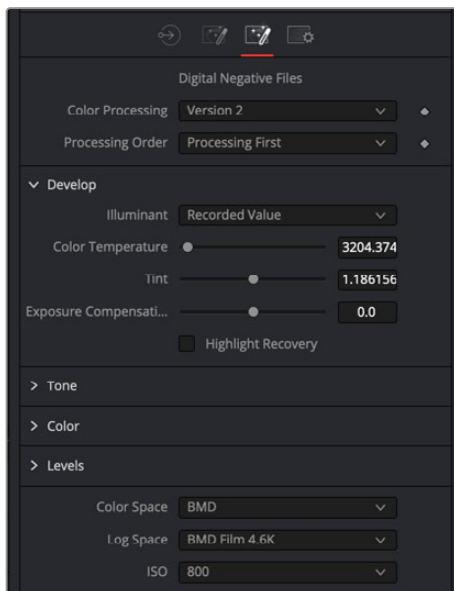 Digital Negative Files
Color Processing Version 2
Processing Order Processing First
Develop
Illuminant Recorded Value
Color Temperature 3204.374
Tint 1.186156
Exposure Compensati... 0.0
Highlight Recovery
Tone
Color
Levels
Color Space BMD
Log Space BMD Film 4.6K
ISO 800